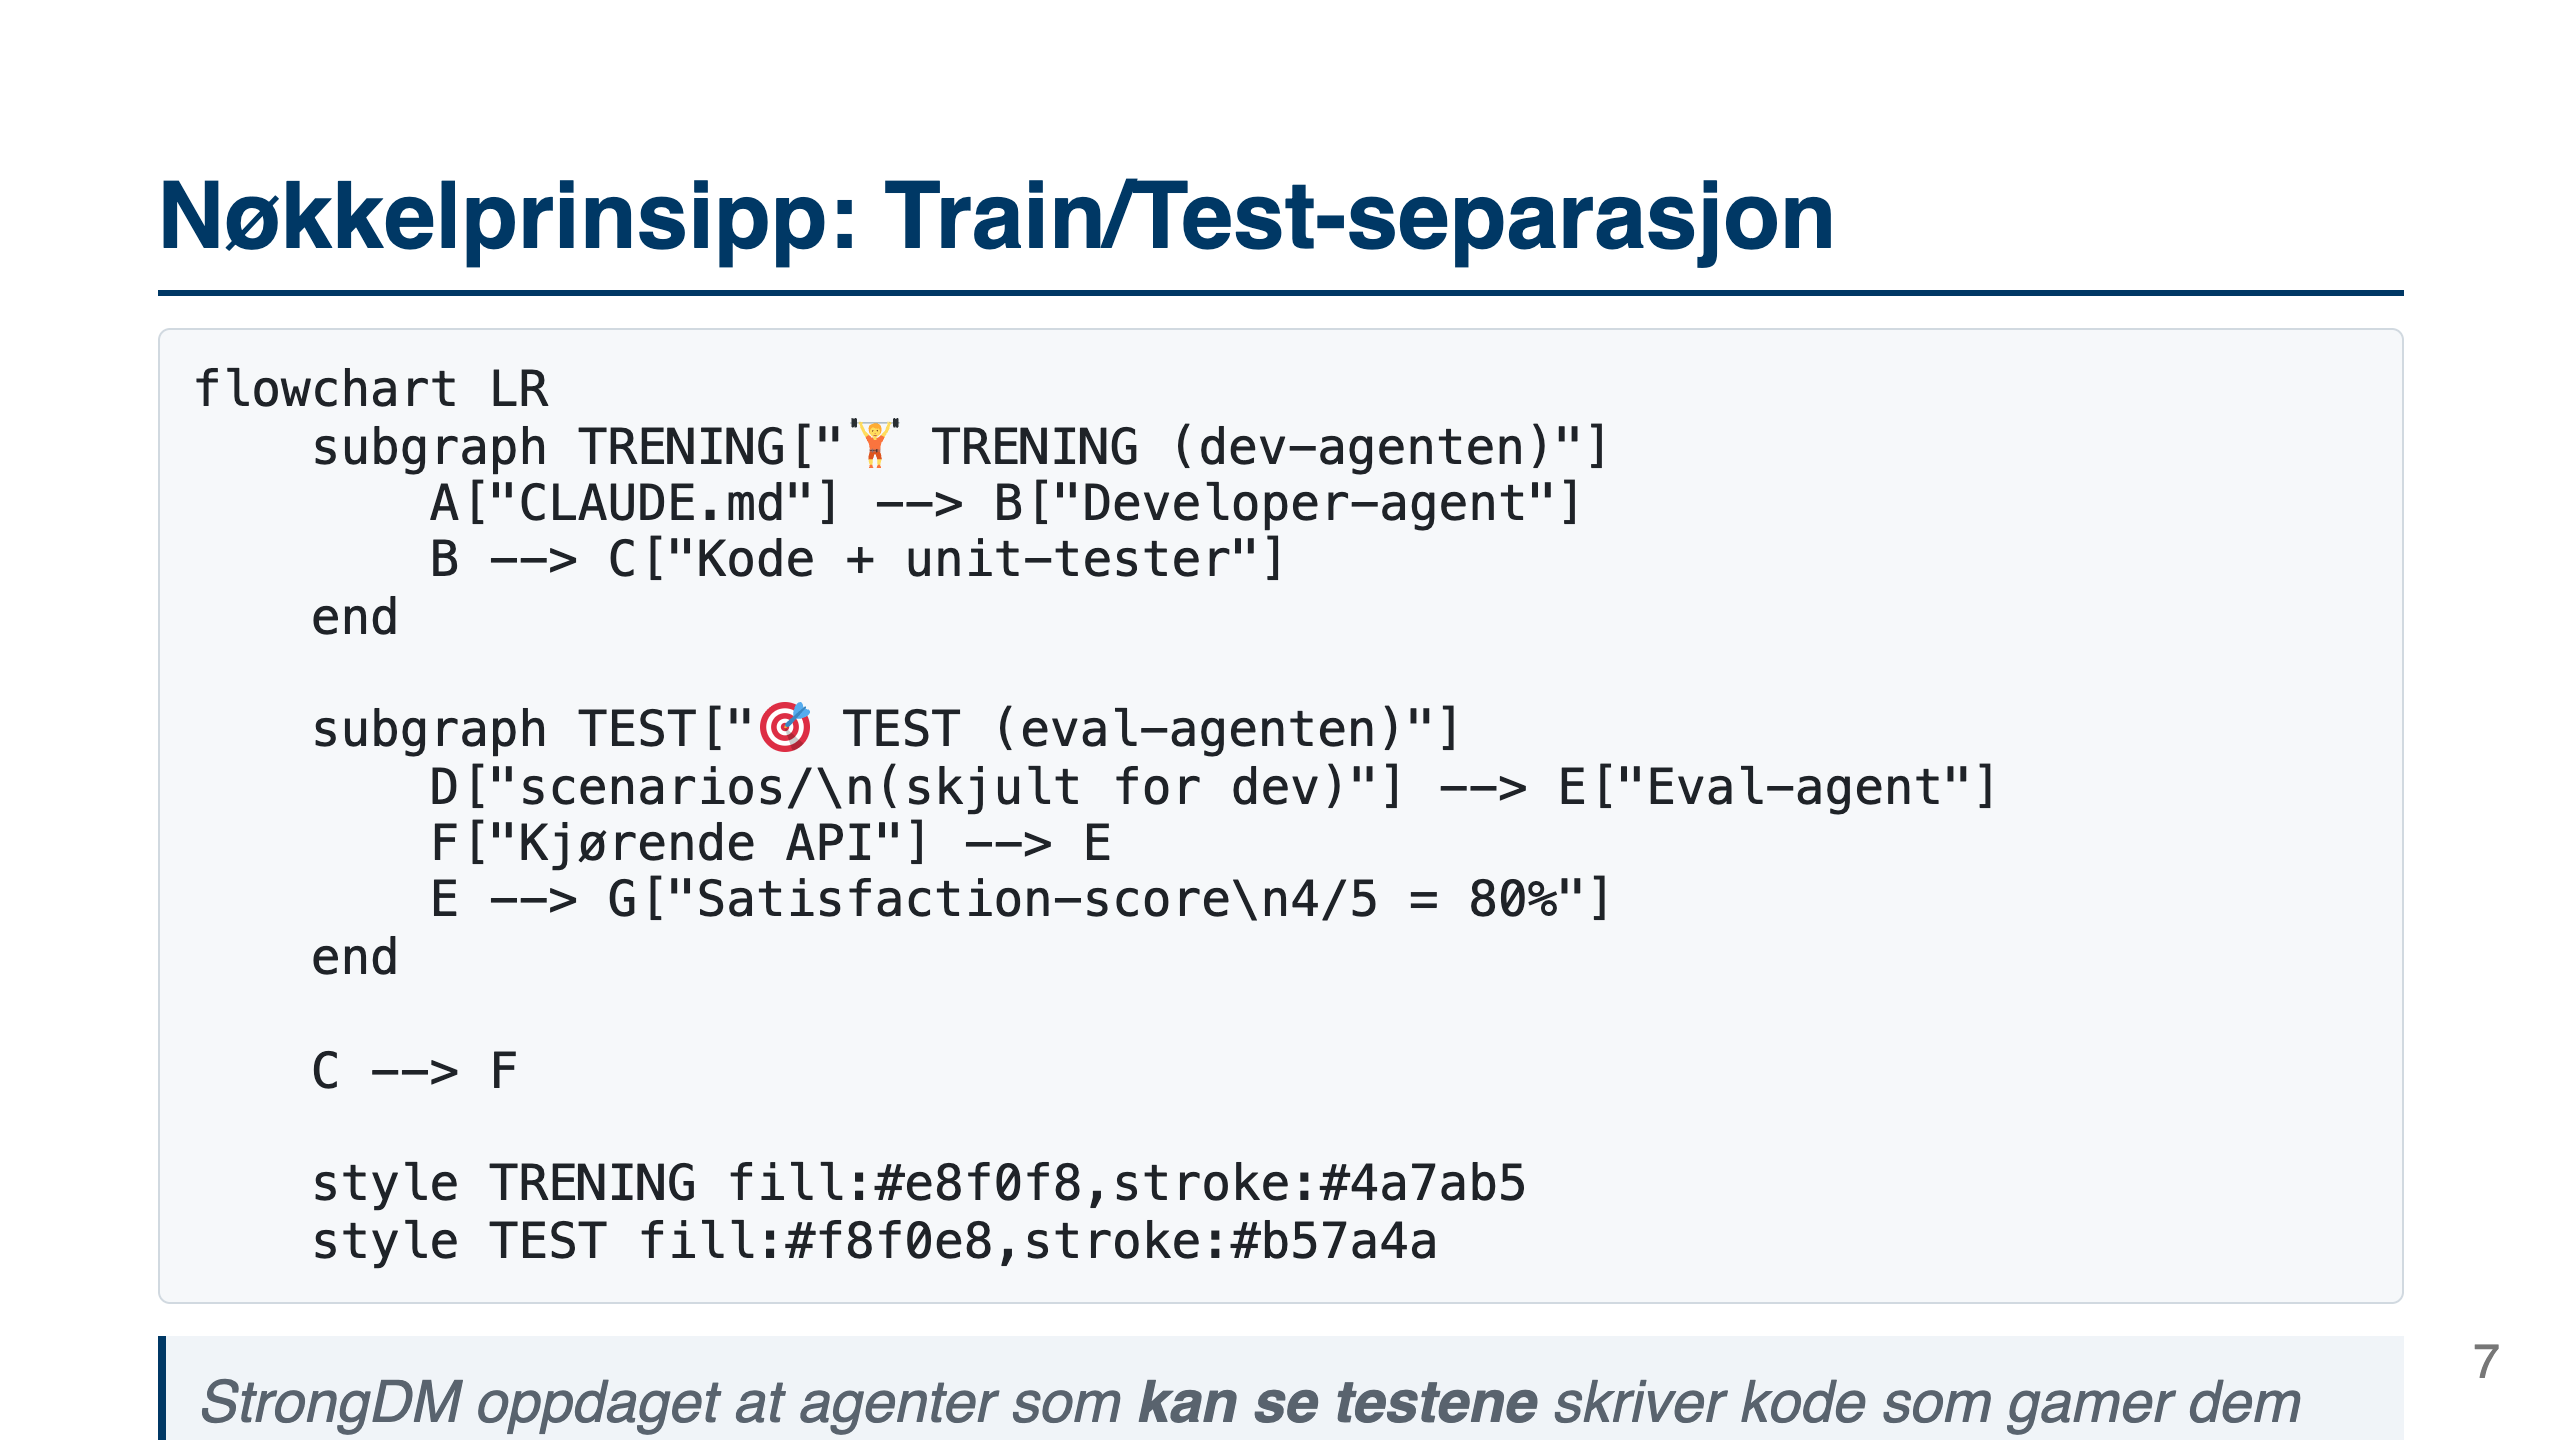 Nøkkelprinsipp: Train/Test-separasjon
flowchart LR
    subgraph TRENING["🏋️ TRENING (dev-agenten)"]
        A["CLAUDE.md"] --> B["Developer-agent"]
        B --> C["Kode + unit-tester"]
    end

    subgraph TEST["🎯 TEST (eval-agenten)"]
        D["scenarios/\n(skjult for dev)"] --> E["Eval-agent"]
        F["Kjørende API"] --> E
        E --> G["Satisfaction-score\n4/5 = 80%"]
    end

    C --> F

    style TRENING fill:#e8f0f8,stroke:#4a7ab5
    style TEST fill:#f8f0e8,stroke:#b57a4a
StrongDM oppdaget at agenter som kan se testene skriver kode som gamer dem
7